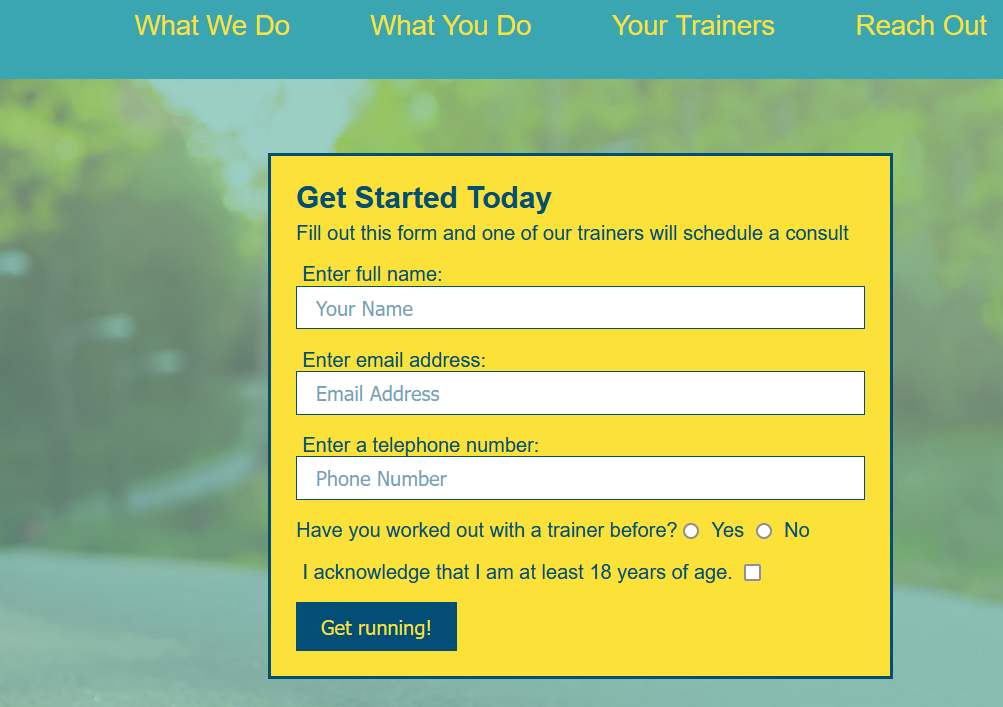 What We Do What You Do Your Trainers Reach Out
Get Started Today
Fill out this form and one of our trainers will schedule a consult
Enter full name:
Your Name
Enter email address:
Email Address
Enter a telephone number:
Phone Number
Have you worked out with a trainer before? Yes No
I acknowledge that I am at least 18 years of age.
Get running!